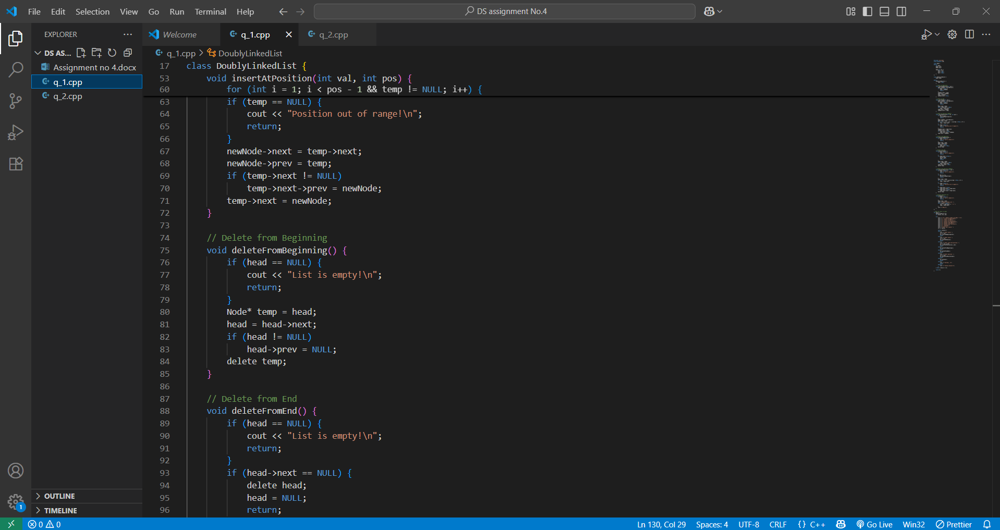 File Edit Selection View Go Run Terminal Help
DS assignment No.4
EXPLORER
DS AS...
Assignment no 4.docx
q_1.cpp
q_2.cpp
OUTLINE
TIMELINE
Welcome q_1.cpp q_2.cpp
q_1.cpp > DoublyLinkedList
17 class DoublyLinkedList {
53 void insertAtPosition(int val, int pos) {
60 for (int i = 1; i < pos - 1 && temp != NULL; i++) {
63 if (temp == NULL) {
64 cout << "Position out of range!\n";
65 return;
66 }
67 newNode->next = temp->next;
68 newNode->prev = temp;
69 if (temp->next != NULL)
70 temp->next->prev = newNode;
71 temp->next = newNode;
72 }
73
74 // Delete from Beginning
75 void deleteFromBeginning() {
76 if (head == NULL) {
77 cout << "List is empty!\n";
78 return;
79 }
80 Node* temp = head;
81 head = head->next;
82 if (head != NULL)
83 head->prev = NULL;
84 delete temp;
85 }
86
87 // Delete from End
88 void deleteFromEnd() {
89 if (head == NULL) {
90 cout << "List is empty!\n";
91 return;
92 }
93 if (head->next == NULL) {
94 delete head;
95 head = NULL;
96 return;
1
0 0
Ln 130, Col 29 Spaces: 4 UTF-8 CRLF {} C++ Go Live Win32 Prettier